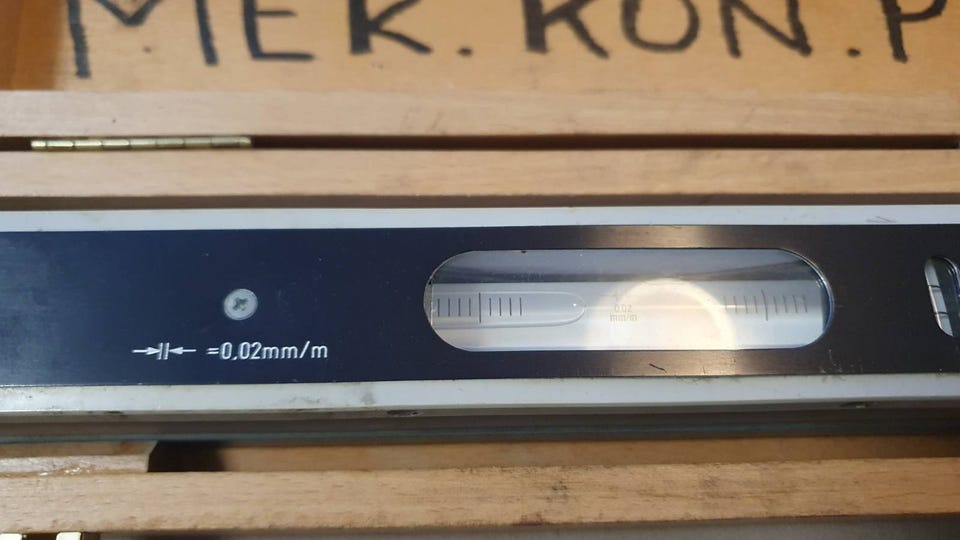 MEK. KON. P
=0,02mm/m
0.02
mm/m